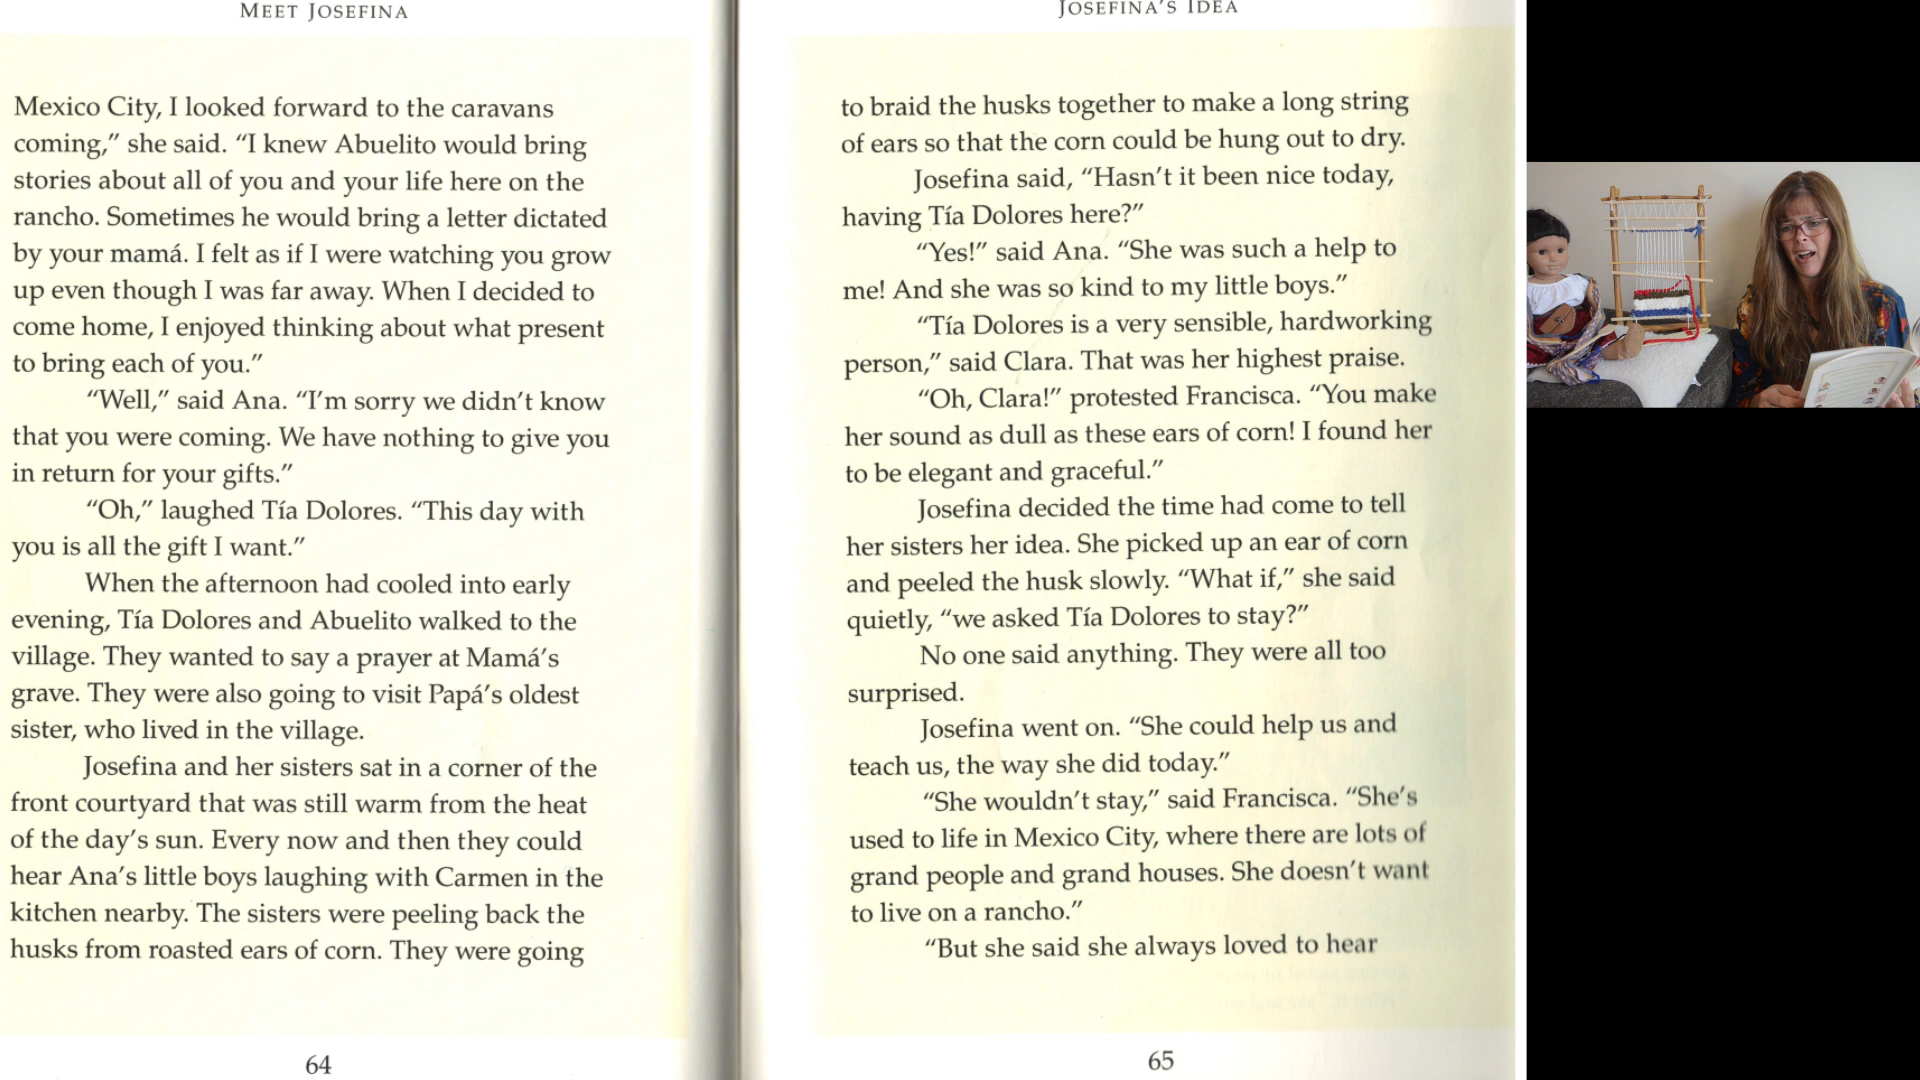 MEET JOSEFINA
Mexico City, I looked forward to the caravans
coming,” she said. “I knew Abuelito would bring
stories about all of you and your life here on the
rancho. Sometimes he would bring a letter dictated
by your mamá. I felt as if I were watching you grow
up even though I was far away. When I decided to
come home, I enjoyed thinking about what present
to bring each of you.”
“Well,” said Ana. “I’m sorry we didn’t know
that you were coming. We have nothing to give you
in return for your gifts.”
“Oh,” laughed Tía Dolores. “This day with
you is all the gift I want.”
When the afternoon had cooled into early
evening, Tía Dolores and Abuelito walked to the
village. They wanted to say a prayer at Mamá’s
grave. They were also going to visit Papá’s oldest
sister, who lived in the village.
Josefina and her sisters sat in a corner of the
front courtyard that was still warm from the heat
of the day’s sun. Every now and then they could
hear Ana’s little boys laughing with Carmen in the
kitchen nearby. The sisters were peeling back the
husks from roasted ears of corn. They were going
64
JOSEFINA’S IDEA
to braid the husks together to make a long string
of ears so that the corn could be hung out to dry.
Josefina said, “Hasn’t it been nice today,
having Tía Dolores here?”
“Yes!” said Ana. “She was such a help to
me! And she was so kind to my little boys.”
“Tía Dolores is a very sensible, hardworking
person,” said Clara. That was her highest praise.
“Oh, Clara!” protested Francisca. “You make
her sound as dull as these ears of corn! I found her
to be elegant and graceful.”
Josefina decided the time had come to tell
her sisters her idea. She picked up an ear of corn
and peeled the husk slowly. “What if,” she said
quietly, “we asked Tía Dolores to stay?”
No one said anything. They were all too
surprised.
Josefina went on. “She could help us and
teach us, the way she did today.”
“She wouldn’t stay,” said Francisca. “She’s
used to life in Mexico City, where there are lots of
grand people and grand houses. She doesn’t want
to live on a rancho.”
“But she said she always loved to hear
65